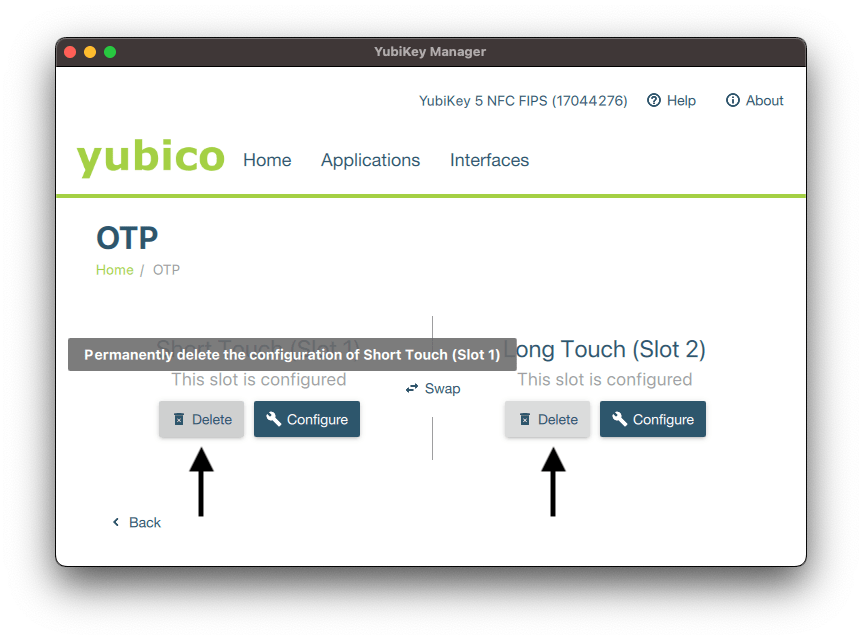 YubiKey Manager
YubiKey 5 NFC FIPS (17044276) Help About
yubico Home Applications Interfaces
OTP
Home / OTP
Short Touch (Slot 1) Long Touch (Slot 2)
Permanently delete the configuration of Short Touch (Slot 1)
This slot is configured This slot is configured
Swap
Delete Configure Delete Configure
Back